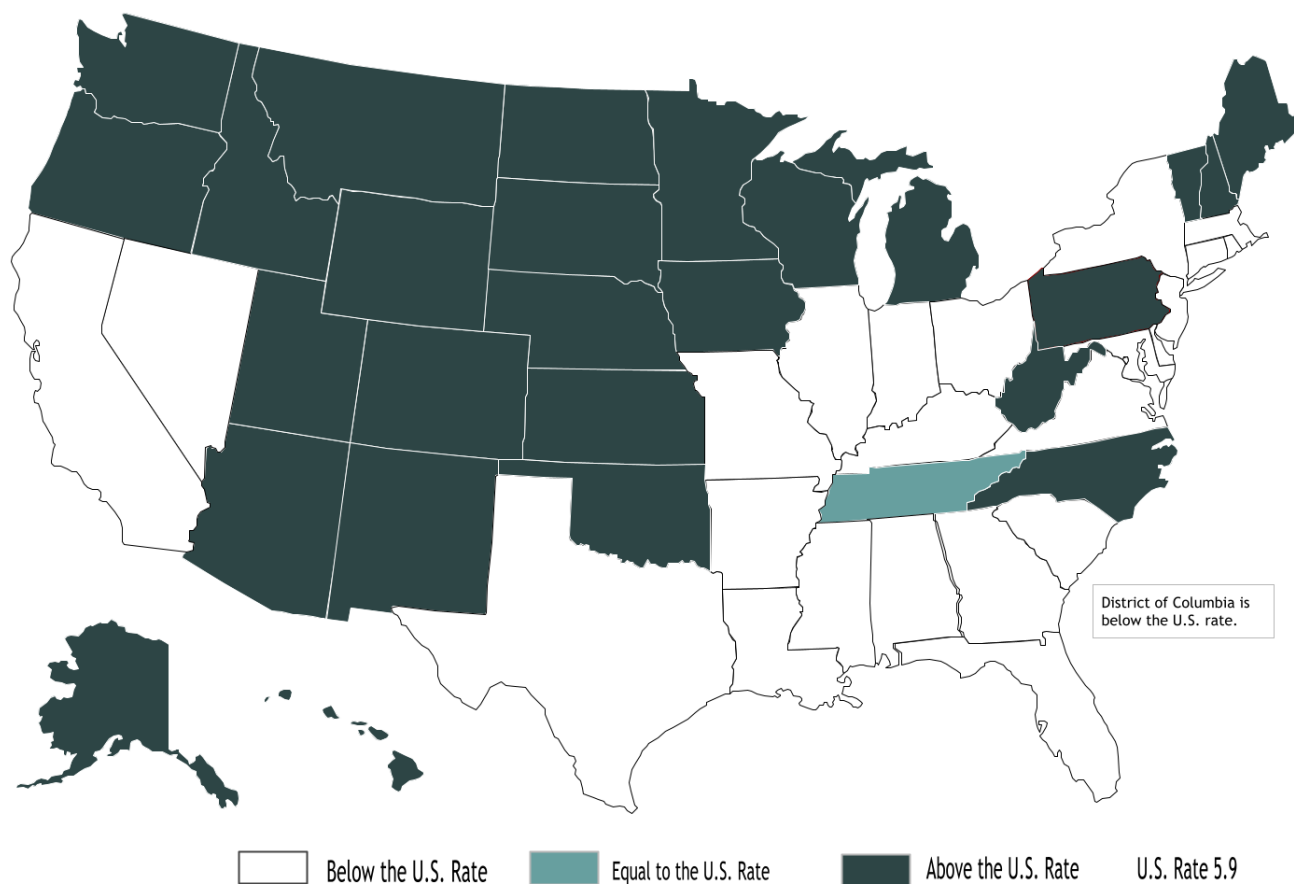 District of Columbia is
below the U.S. rate.
Below the U.S. Rate
Equal to the U.S. Rate
Above the U.S. Rate
U.S. Rate 5.9